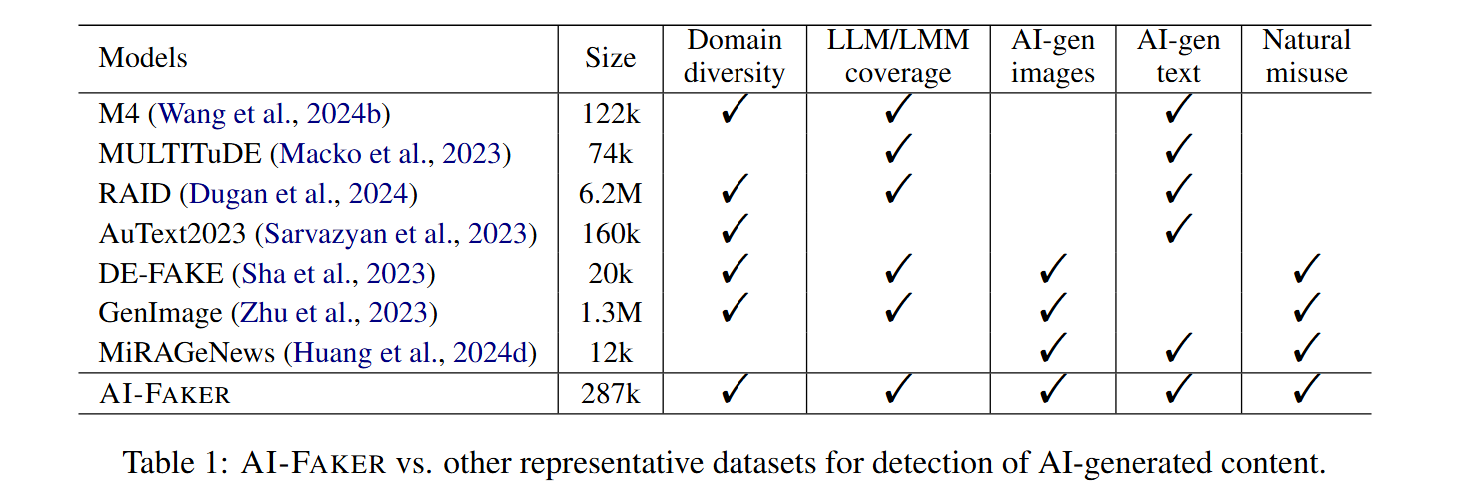 Models Size Domain diversity LLM/LMM coverage AI-gen images AI-gen text Natural misuse
M4 (Wang et al., 2024b) 122k ✓ ✓ ✓
MULTITuDE (Macko et al., 2023) 74k ✓ ✓
RAID (Dugan et al., 2024) 6.2M ✓ ✓ ✓
AuText2023 (Sarvazyan et al., 2023) 160k ✓ ✓
DE-FAKE (Sha et al., 2023) 20k ✓ ✓ ✓ ✓
GenImage (Zhu et al., 2023) 1.3M ✓ ✓ ✓ ✓
MiRAGeNews (Huang et al., 2024d) 12k ✓ ✓ ✓
AI-FAKER 287k ✓ ✓ ✓ ✓ ✓
Table 1: AI-FAKER vs. other representative datasets for detection of AI-generated content.